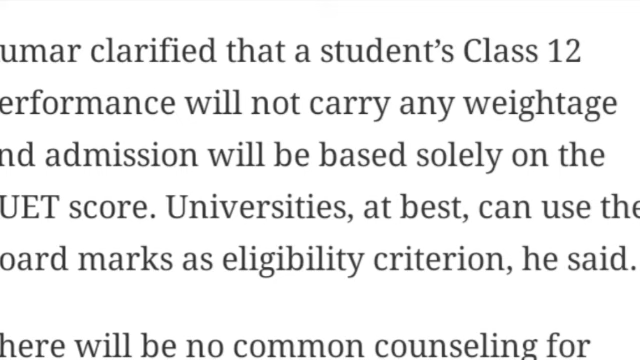 umar clarified that a student’s Class 12
erformance will not carry any weightage
nd admission will be based solely on the
UET score. Universities, at best, can use the
oard marks as eligibility criterion, he said.
here will be no common counseling for